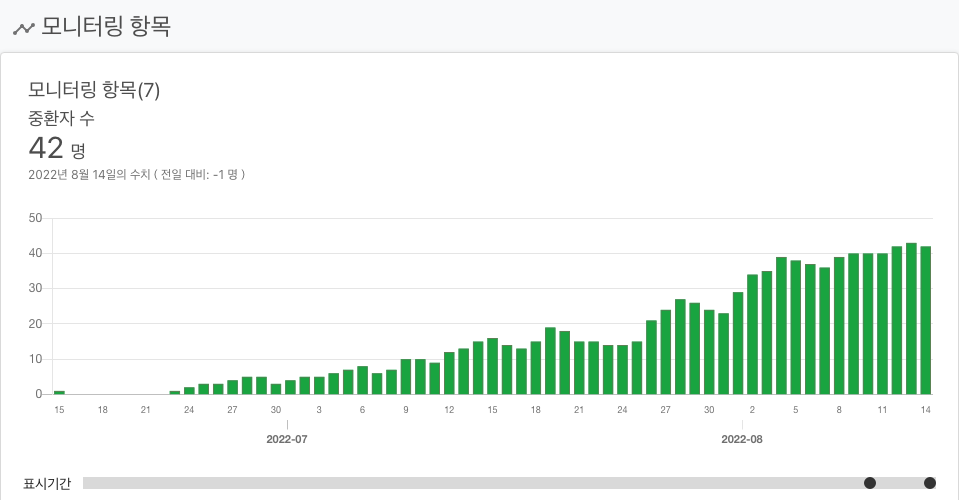 모니터링 항목
모니터링 항목(7)
중환자 수
42 명
2022년 8월 14일의 수치 ( 전일 대비: -1 명 )
50
40
30
20
10
0
15 18 21 24 27 30 3 6 9 12 15 18 21 24 27 30 2 5 8 11 14
2022-07 2022-08
표시기간